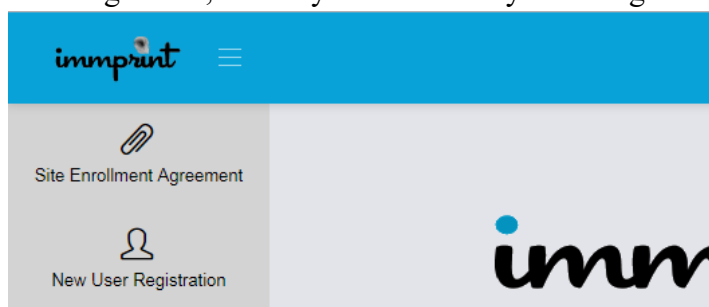 immprint
Site Enrollment Agreement
New User Registration